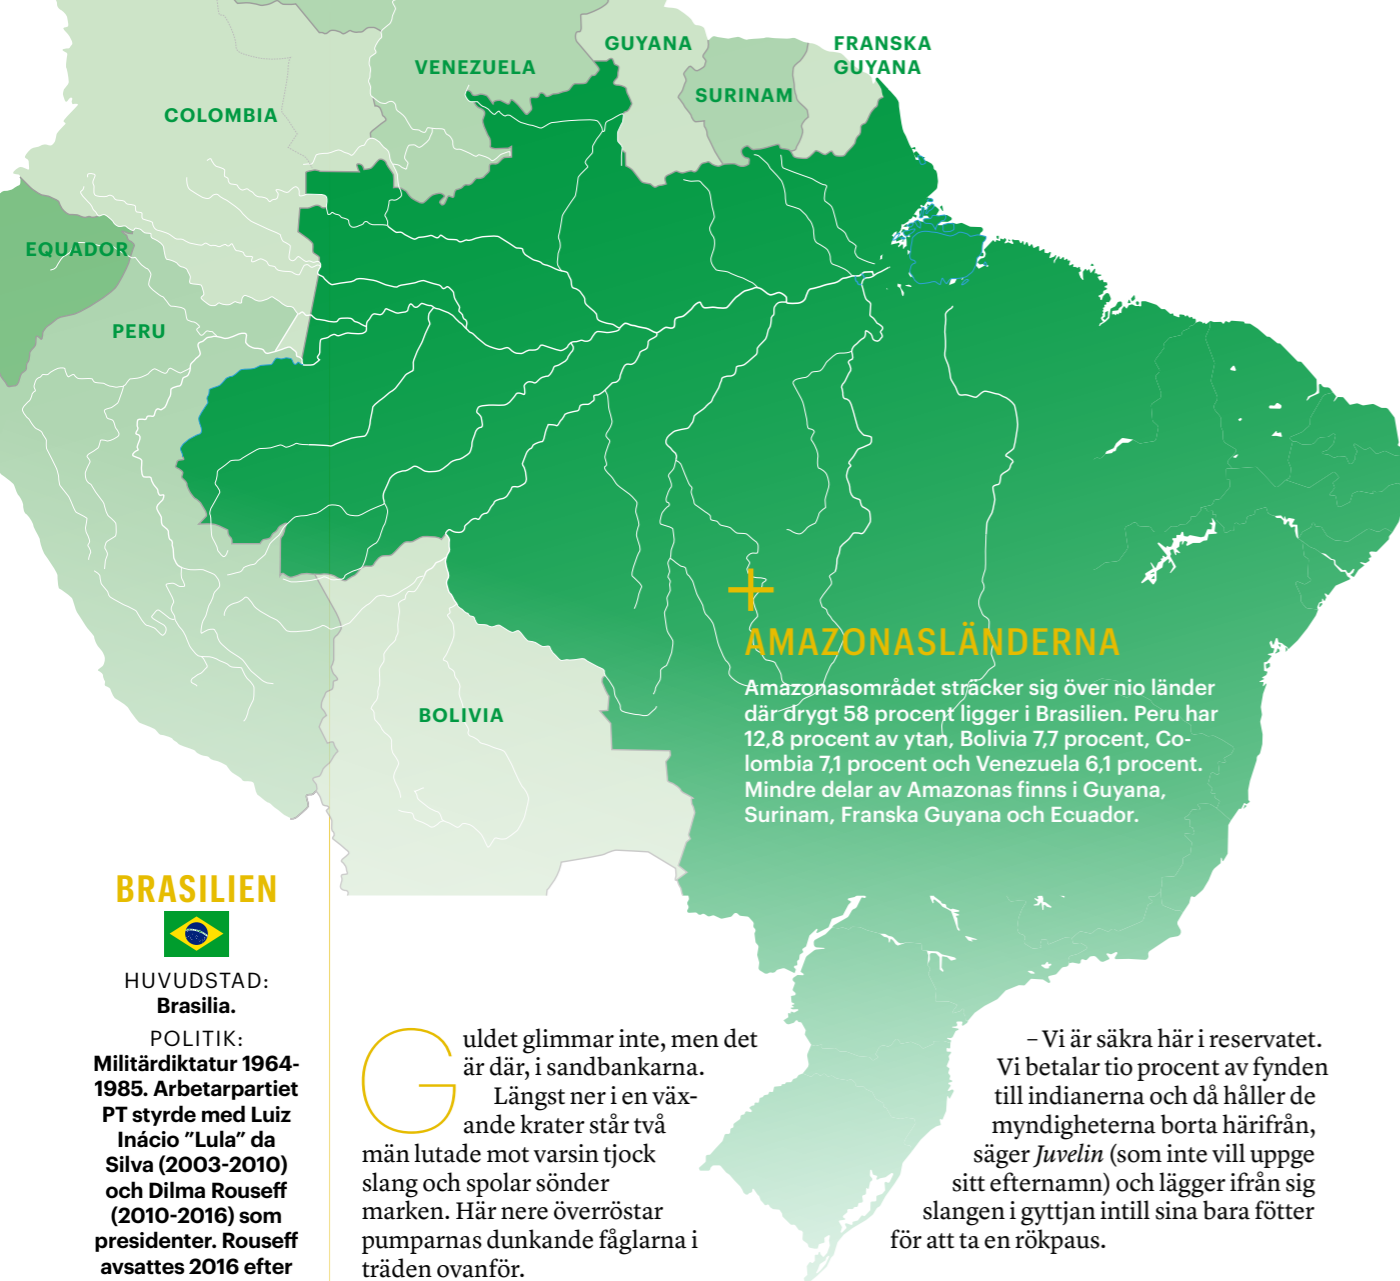 GUYANA
FRANSKA
GUYANA
VENEZUELA
SURINAM
COLOMBIA
EQUADOR
PERU
BOLIVIA
AMAZONASLÄNDERNA
Amazonasområdet sträcker sig över nio länder
där drygt 58 procent ligger i Brasilien. Peru har
12,8 procent av ytan, Bolivia 7,7 procent, Co-
lombia 7,1 procent och Venezuela 6,1 procent.
Mindre delar av Amazonas finns i Guyana,
Surinam, Franska Guyana och Ecuador.
BRASILIEN
HUVUDSTAD:
Brasilia.
POLITIK:
Militärdiktatur 1964-
1985. Arbetarpartiet
PT styrde med Luiz
Inácio ”Lula” da
Silva (2003-2010)
och Dilma Rouseff
(2010-2016) som
presidenter. Rouseff
avsattes 2016 efter
Guldet glimmar inte, men det
är där, i sandbankarna.
Längst ner i en väx-
ande krater står två
män lutade mot varsin tjock
slang och spolar sönder
marken. Här nere överröstar
pumparnas dunkande fåglarna i
träden ovanför.
– Vi är säkra här i reservatet.
Vi betalar tio procent av fynden
till indianerna och då håller de
myndigheterna borta härifrån,
säger Juvelin (som inte vill uppge
sitt efternamn) och lägger ifrån sig
slangen i gyttjan intill sina bara fötter
för att ta en rökpaus.